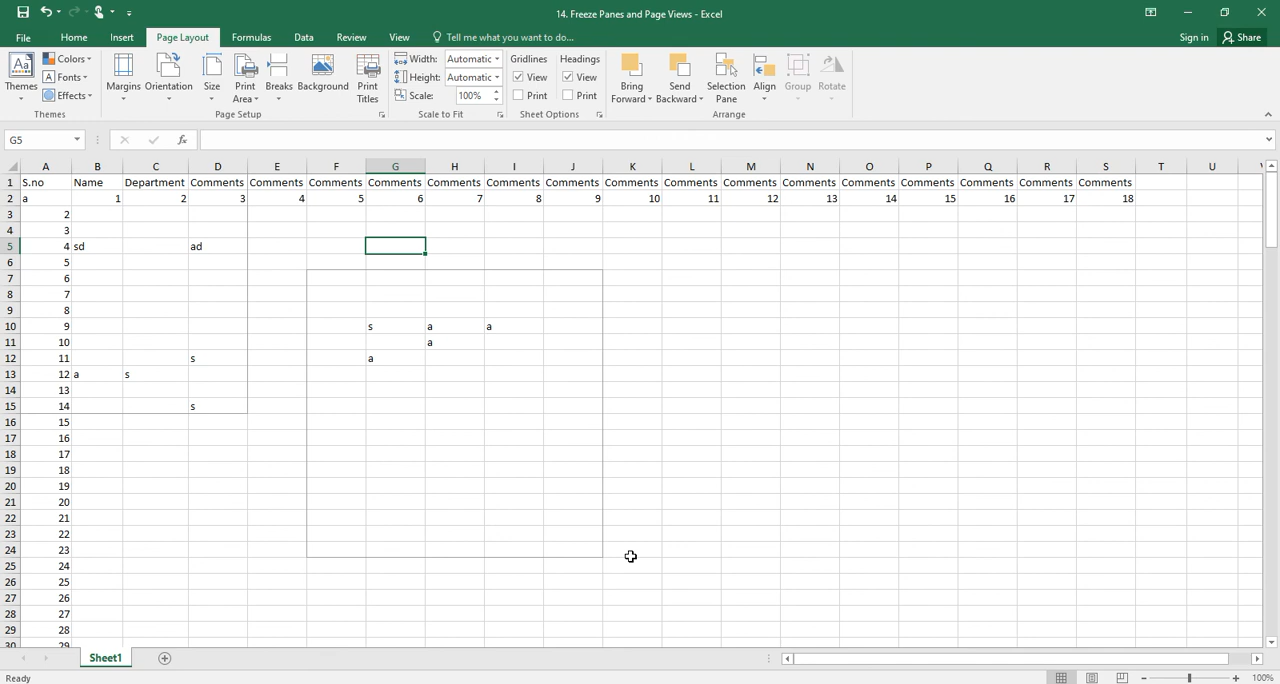 14. Freeze Panes and Page Views - Excel
File Home Insert Page Layout Formulas Data Review View Tell me what you want to do... Sign in Share
Themes Colors Fonts Effects Margins Orientation Size Print Area Breaks Background Print Titles Width: Automatic Height: Automatic Scale: 100% Gridlines View Print Headings View Print Bring Forward Send Backward Selection Pane Align Group Rotate
Themes Page Setup Scale to Fit Sheet Options Arrange
G5 fx
A B C D E F G H I J K L M N O P Q R S T U
1 S.no Name Department Comments Comments Comments Comments Comments Comments Comments Comments Comments Comments Comments Comments Comments Comments Comments Comments
2 a 1 2 3 4 5 6 7 8 9 10 11 12 13 14 15 16 17 18
3 2
4 3
5 4 sd ad
6 5
7 6
8 7
9 8
10 9 s a a
11 10 a
12 11 s a
13 12 a s
14 13
15 14 s
16 15
17 16
18 17
19 18
20 19
21 20
22 21
23 22
24 23
25 24
26 25
27 26
28 27
29 28
30 29
Sheet1
Ready 100%